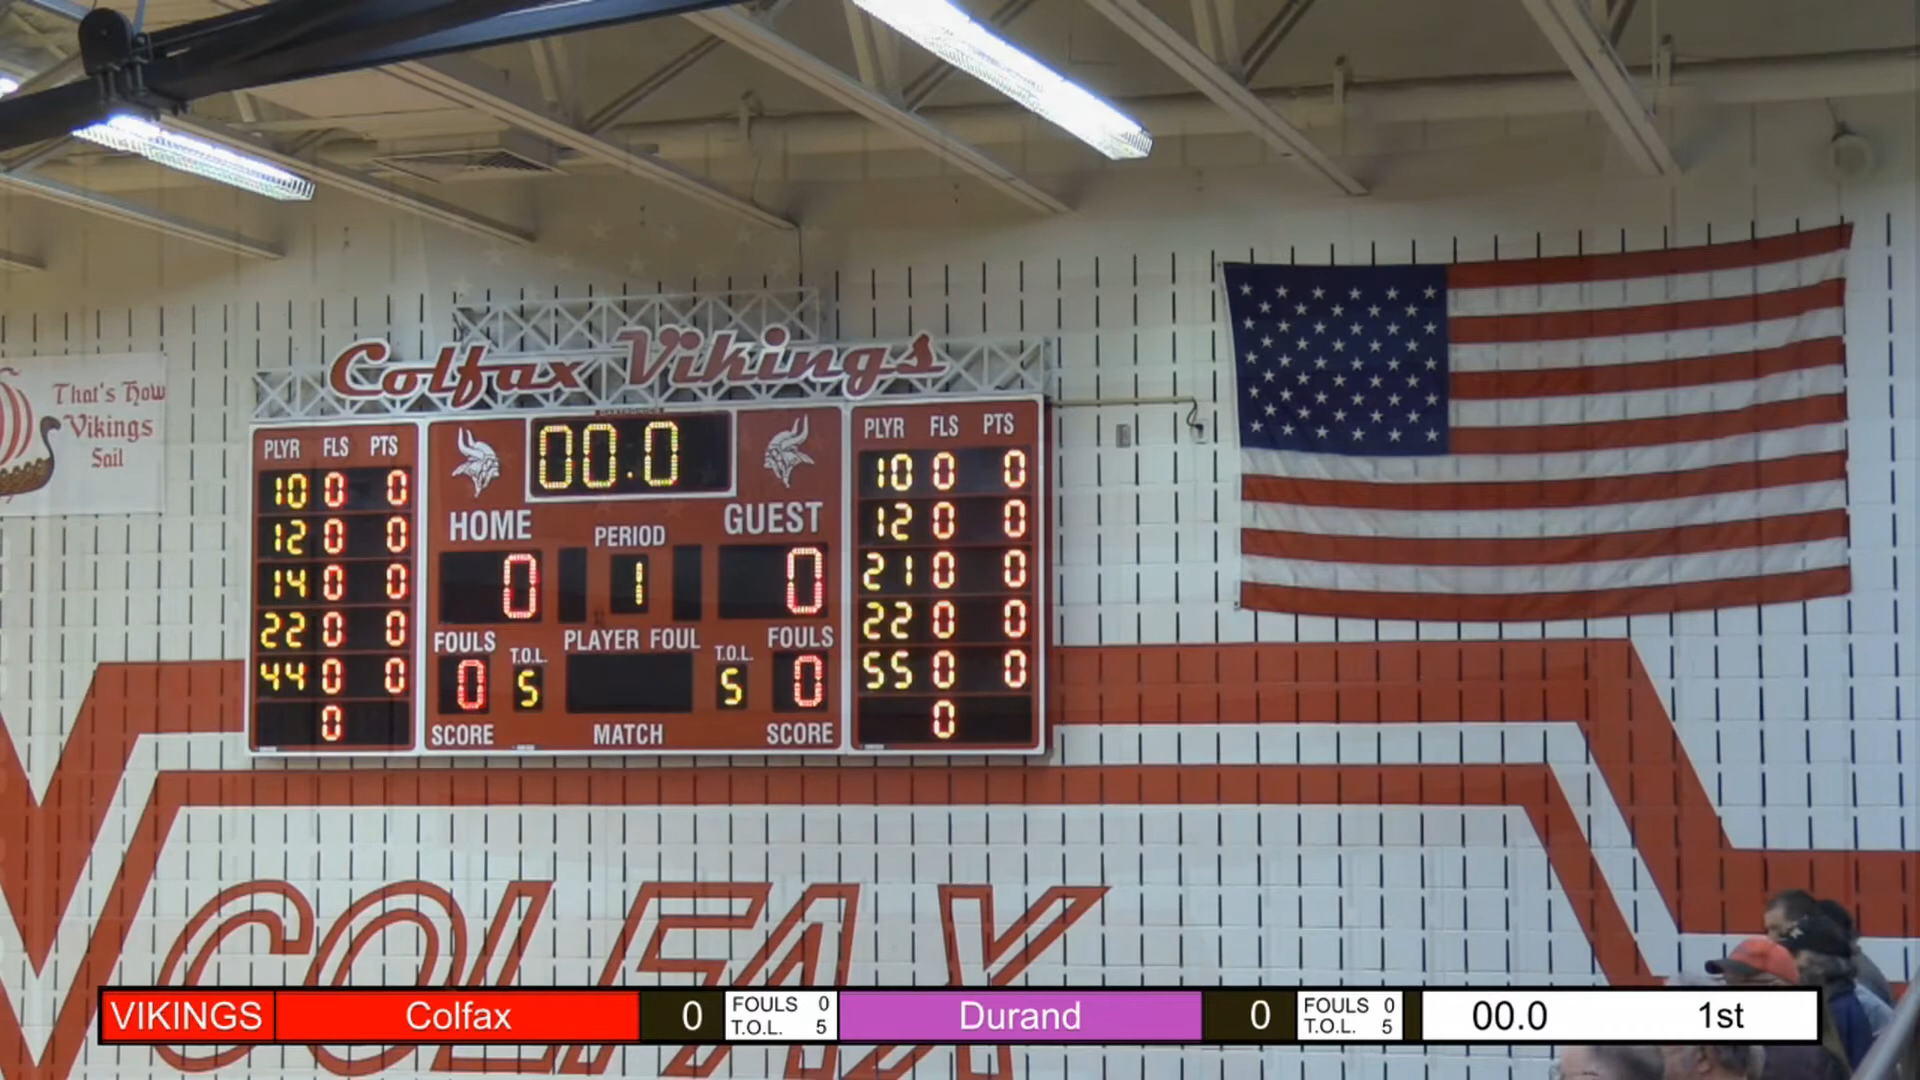 That's How
Vikings
Sail
Colfax Vikings
PLYR FLS PTS
10 0 0
12 0 0
14 0 0
22 0 0
44 0 0
0
00.0
HOME
GUEST
PERIOD
0 1 0
FOULS T.O.L. PLAYER FOUL T.O.L. FOULS
0 5 5 0
SCORE MATCH SCORE
PLYR FLS PTS
10 0 0
12 0 0
21 0 0
22 0 0
55 0 0
0
COLFAX
VIKINGS Colfax 0 FOULS 0 T.O.L. 5 Durand 0 FOULS 0 T.O.L. 5 00.0 1st